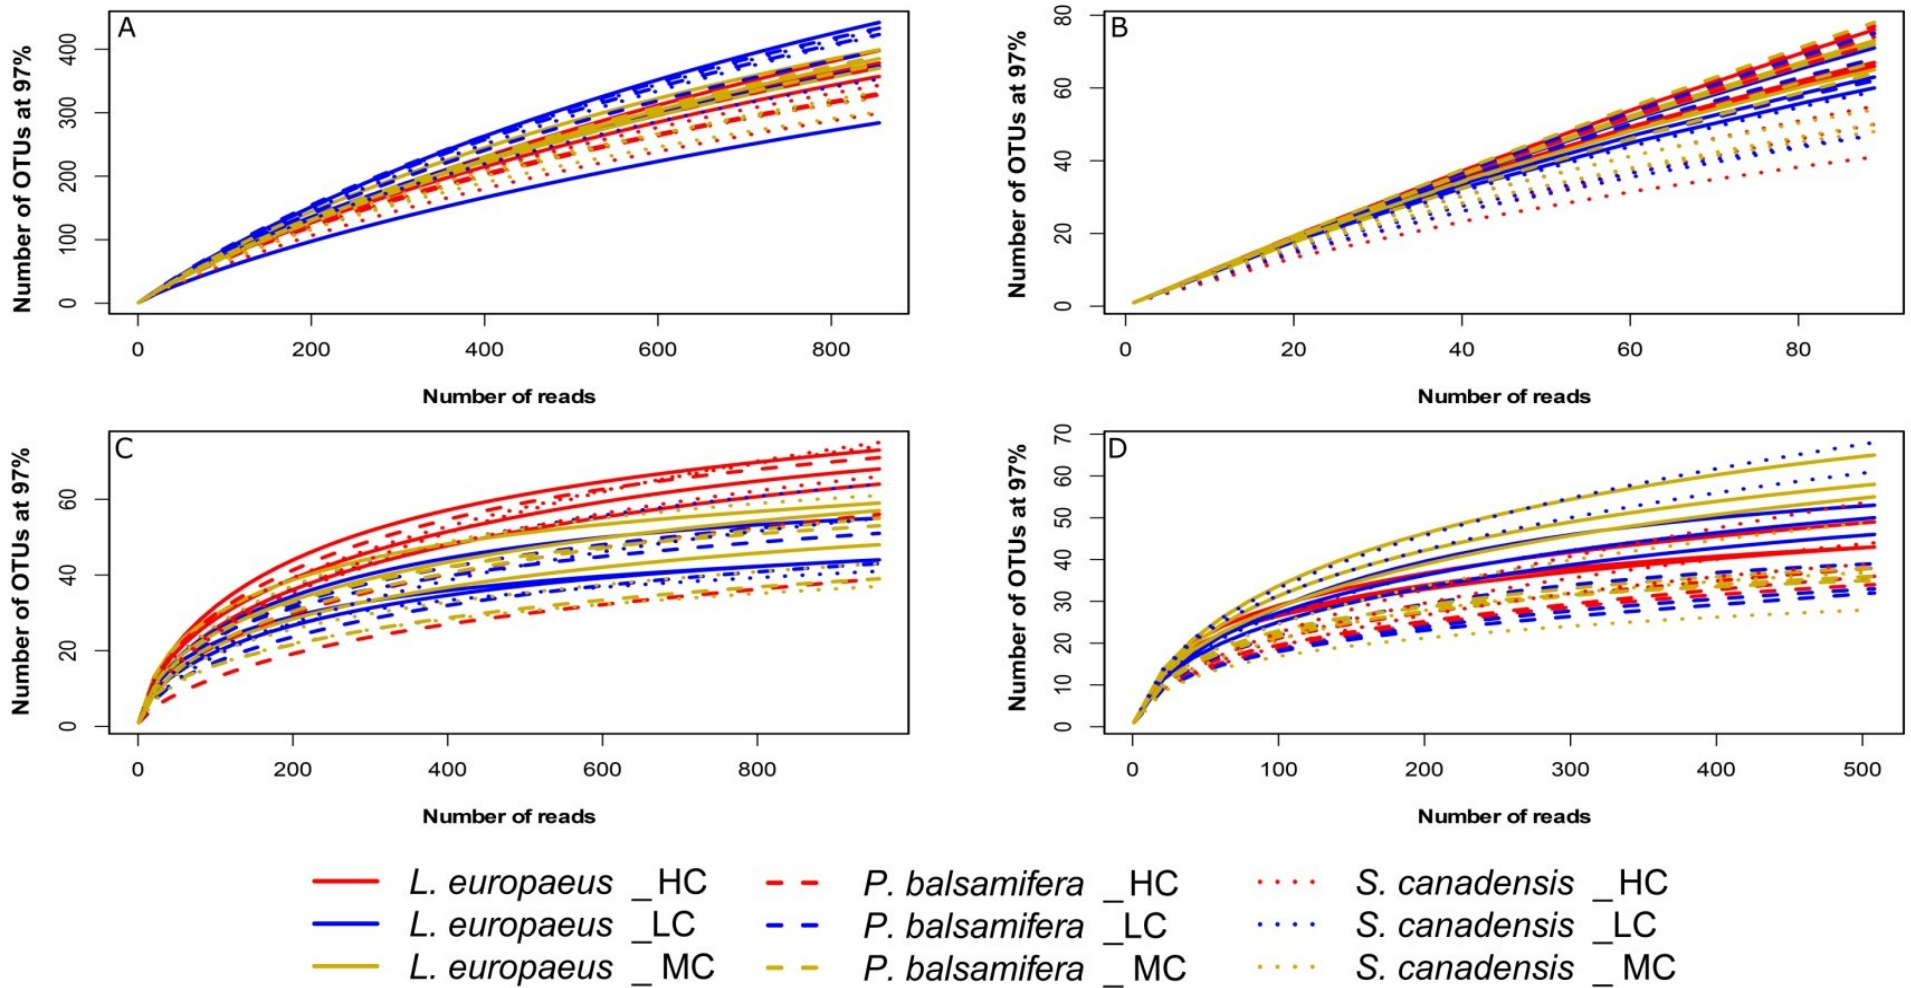 A
Number of OTUs at 97%
0 100 200 300 400
0 200 400 600 800
Number of reads
B
Number of OTUs at 97%
0 20 40 60 80
0 20 40 60 80
Number of reads
C
Number of OTUs at 97%
0 20 40 60
0 200 400 600 800
Number of reads
D
Number of OTUs at 97%
0 10 20 30 40 50 60 70
0 100 200 300 400 500
Number of reads
L. europaeus _HC
P. balsamifera _HC
S. canadensis _HC
L. europaeus _LC
P. balsamifera _LC
S. canadensis _LC
L. europaeus _MC
P. balsamifera _MC
S. canadensis _MC